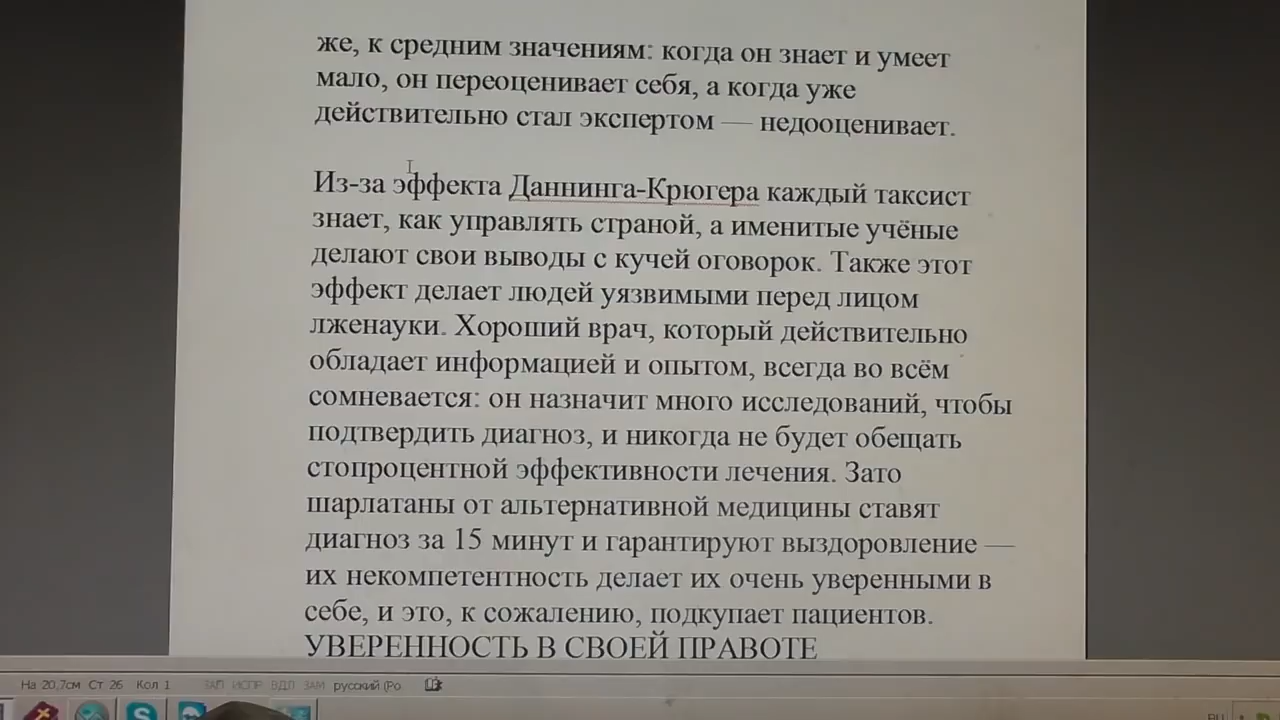 же, к средним значениям: когда он знает и умеет
мало, он переоценивает себя, а когда уже
действительно стал экспертом — недооценивает.
Из-за эффекта Даннинга-Крюгера каждый таксист
знает, как управлять страной, а именитые учёные
делают свои выводы с кучей оговорок. Также этот
эффект делает людей уязвимыми перед лицом
лженауки. Хороший врач, который действительно
обладает информацией и опытом, всегда во всём
сомневается: он назначит много исследований, чтобы
подтвердить диагноз, и никогда не будет обещать
стопроцентной эффективности лечения. Зато
шарлатаны от альтернативной медицины ставят
диагноз за 15 минут и гарантируют выздоровление —
их некомпетентность делает их очень уверенными в
себе, и это, к сожалению, подкупает пациентов.
УВЕРЕННОСТЬ В СВОЕЙ ПРАВОТЕ
На 20,7см Ст 26 Кол 1 ЗАП ИСПР ВДЛ ЗАМ русский (Ро
RU